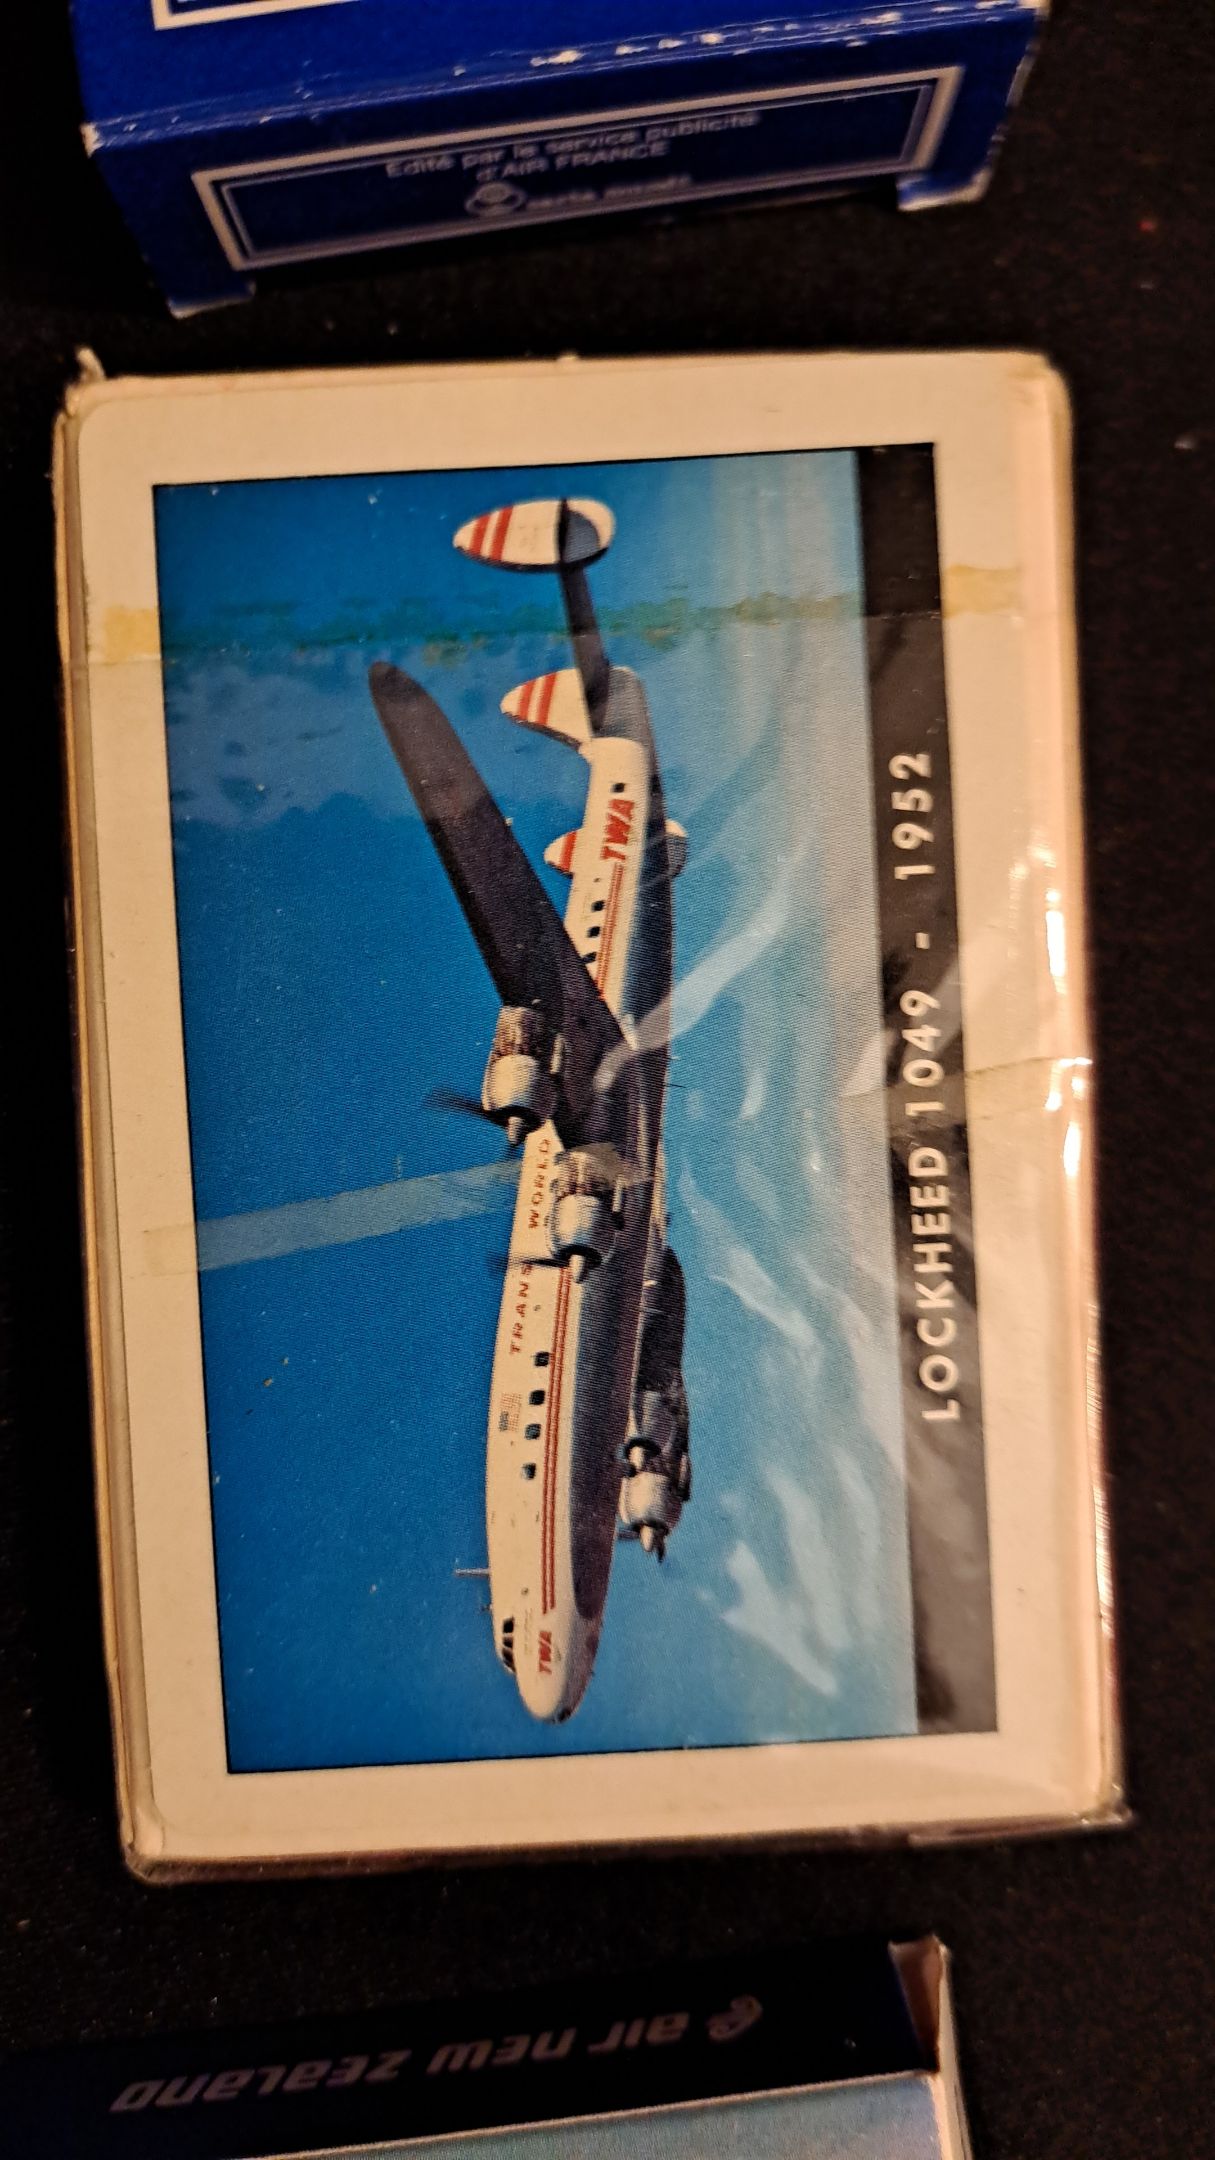 Edité par le service publicité
d'AIR FRANCE
TWA
TRANS WORLD
TWA
LOCKHEED 1049 - 1952
air new zealand